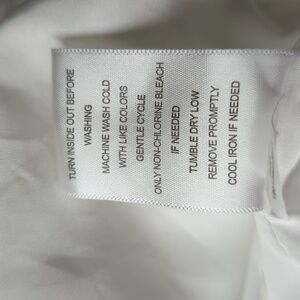 TURN INSIDE OUT BEFORE
WASHING
MACHINE WASH COLD
WITH LIKE COLORS
GENTLE CYCLE
ONLY NON-CHLORINE BLEACH
IF NEEDED
TUMBLE DRY LOW
REMOVE PROMPTLY
COOL IRON IF NEEDED